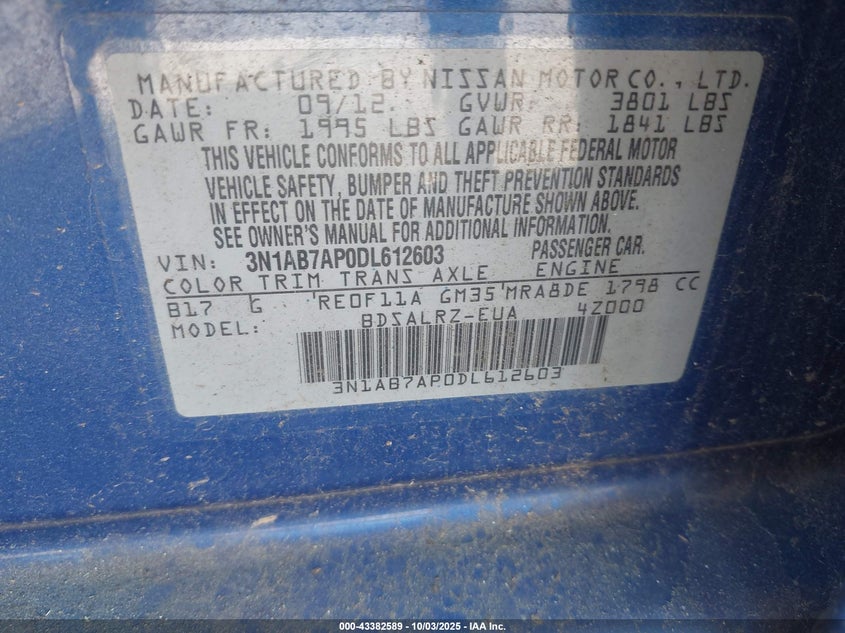 MANUFACTURED BY NISSAN MOTOR CO., LTD.
DATE: 09/12 GVWR: 3801 LBS
GAWR FR: 1995 LBS GAWR RR: 1841 LBS
THIS VEHICLE CONFORMS TO ALL APPLICABLE FEDERAL MOTOR
VEHICLE SAFETY, BUMPER AND THEFT PREVENTION STANDARDS
IN EFFECT ON THE DATE OF MANUFACTURE SHOWN ABOVE.
SEE OWNER'S MANUAL FOR ADDITIONAL INFORMATION.
VIN: 3N1AB7AP0DL612603 PASSENGER CAR.
COLOR TRIM TRANS AXLE ENGINE
B17 G RE0F11A GM35 MRA8DE 1798 CC
MODEL: BDSALRZ-EUA 4Z000
3N1AB7AP0DL612603
000-43382589 - 10/03/2025 - IAA Inc.